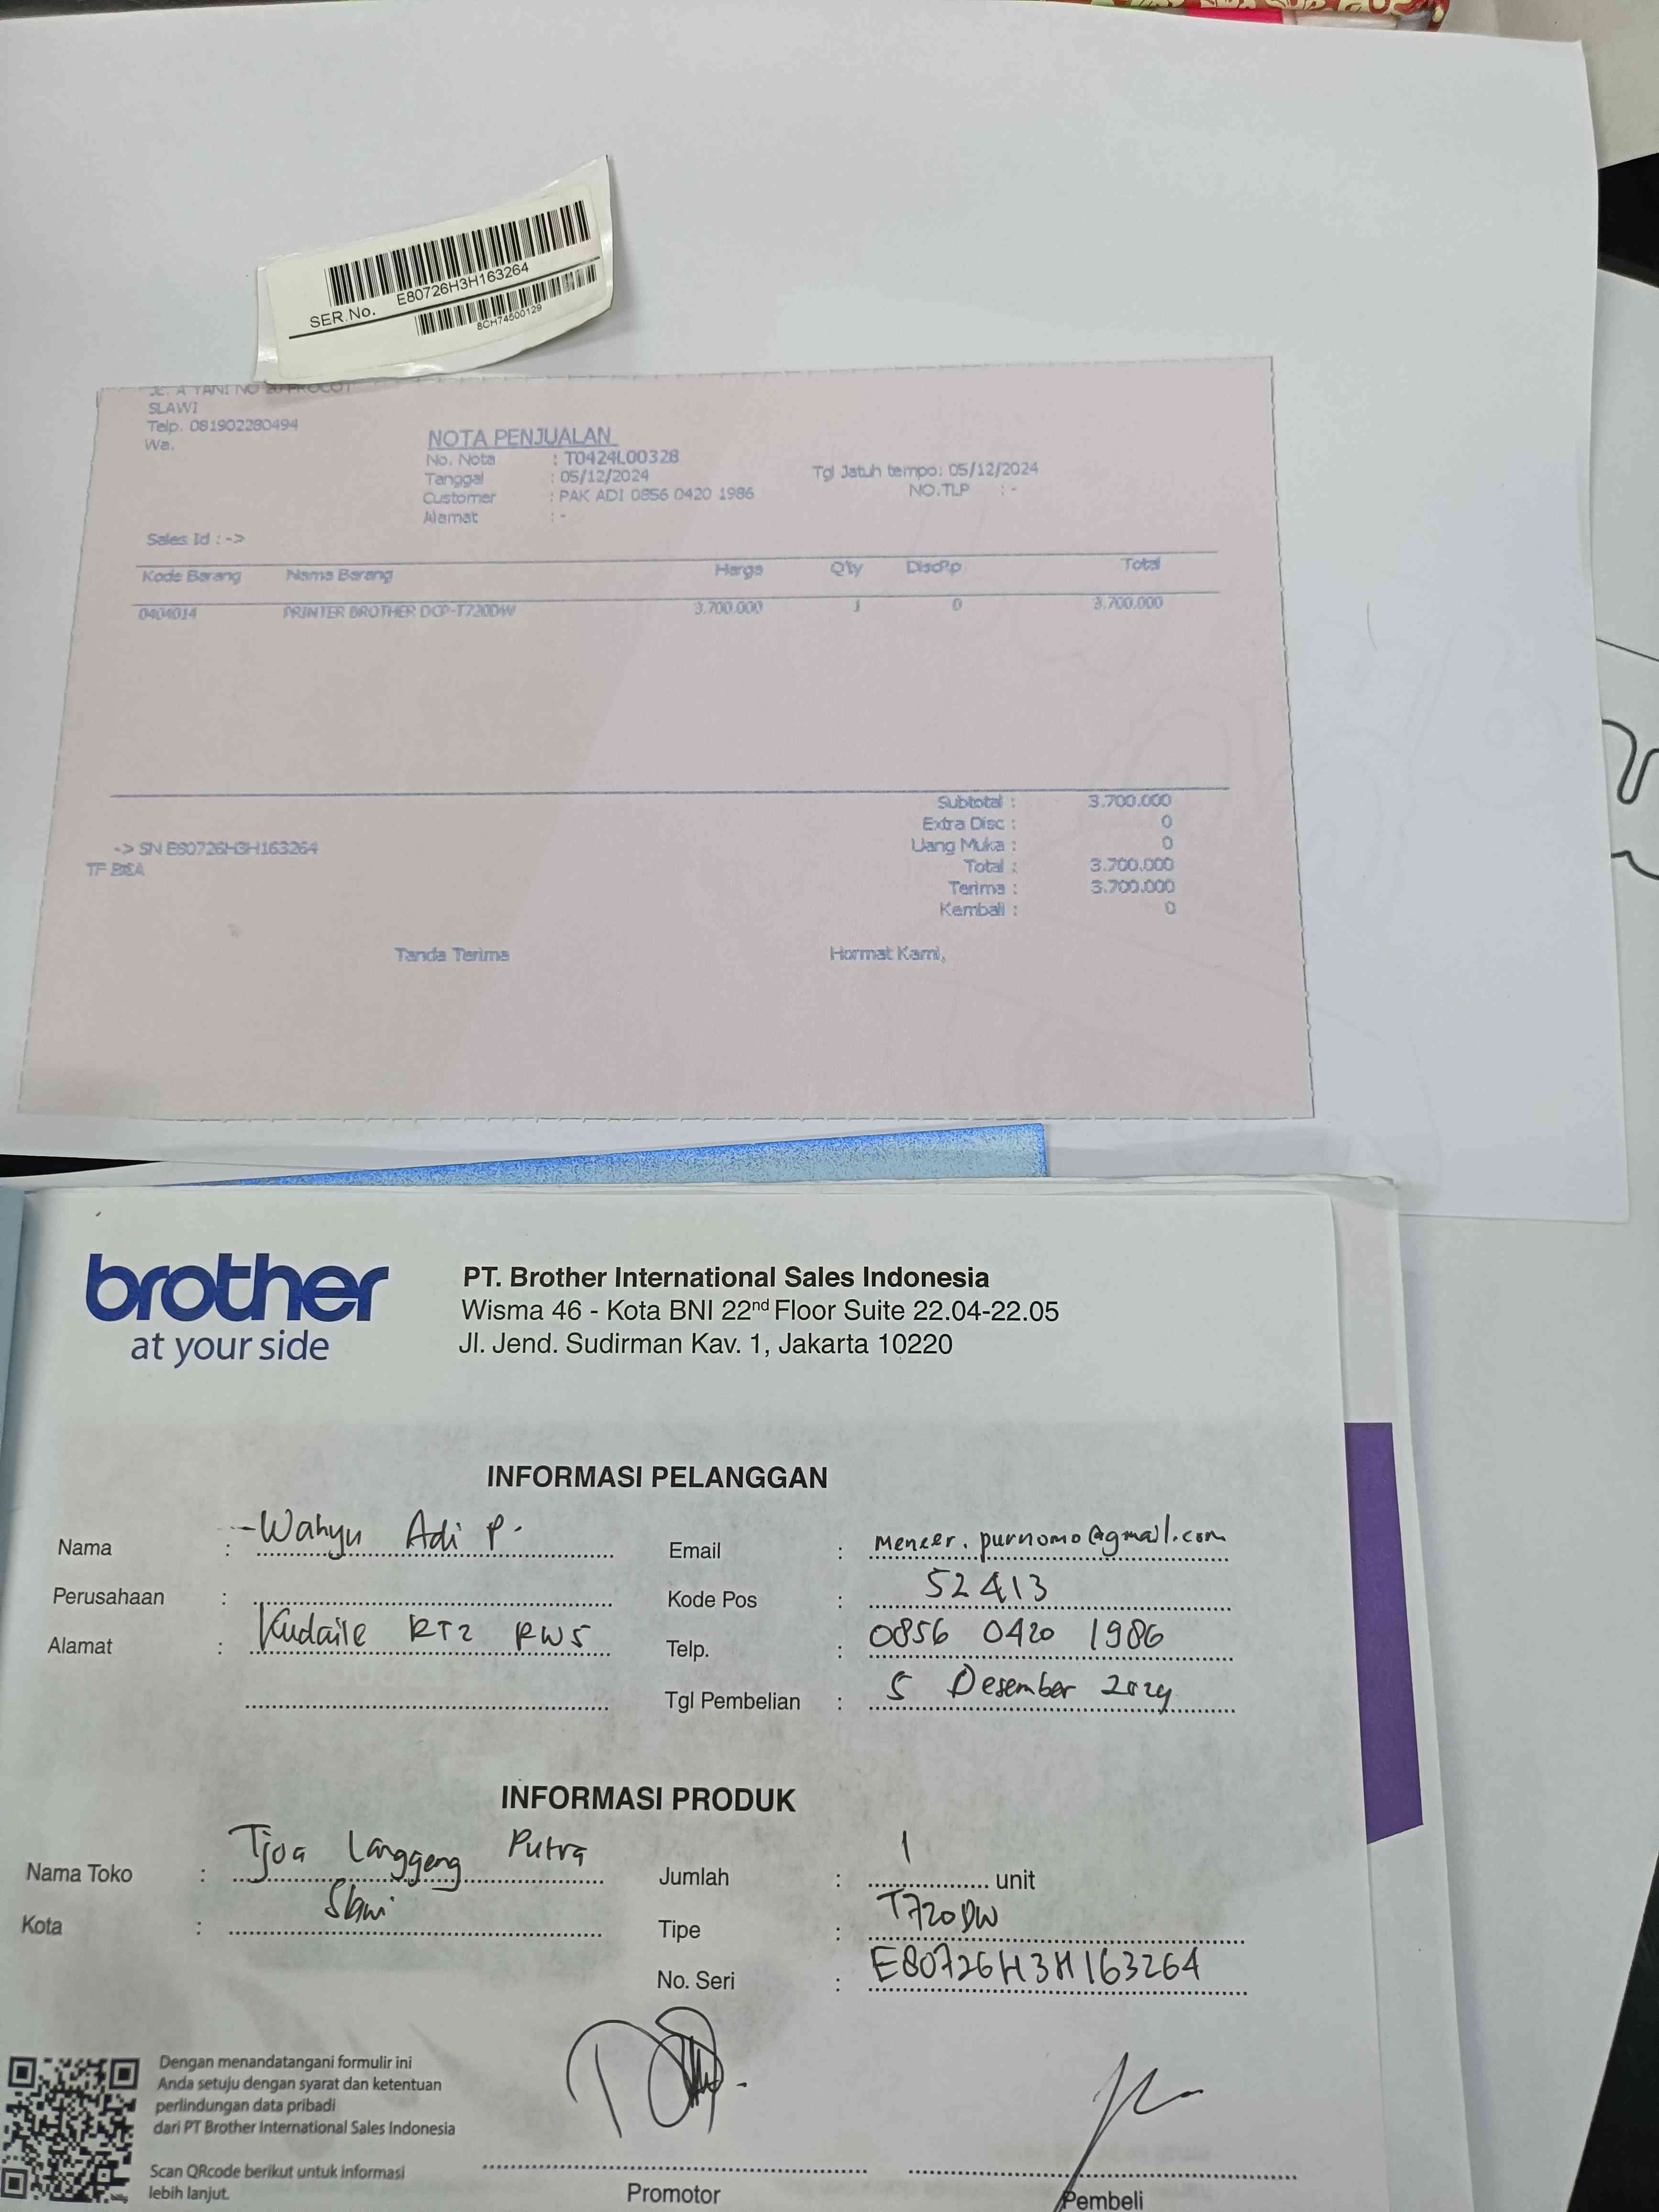 SER.No. E80726H3H163264
8CH74500129
JL. A YANI NO 20 PROCOT
SLAWI
Telp. 081902280494
Wa.
NOTA PENJUALAN
No. Nota : T0424L00328
Tanggal : 05/12/2024
Customer : PAK ADI 0856 0420 1986
Alamat : -
Tgl Jatuh tempo: 05/12/2024
NO.TLP : -
Sales Id : ->
Kode Barang Nama Barang Harga Q'ty DiscRp Total
0404014 PRINTER BROTHER DCP-T720DW 3.700.000 1 0 3.700.000
Subtotal : 3.700.000
Extra Disc : 0
Uang Muka : 0
Total : 3.700.000
Terima : 3.700.000
Kembali : 0
-> SN E80726H3H163264
TF BCA
Tanda Terima Hormat Kami,
brother
at your side
PT. Brother International Sales Indonesia
Wisma 46 - Kota BNI 22nd Floor Suite 22.04-22.05
Jl. Jend. Sudirman Kav. 1, Jakarta 10220
INFORMASI PELANGGAN
Nama : Wahyu Adi P.
Perusahaan :
Alamat : Kudaile RT2 RW5
Email : meneer.purnomo@gmail.com
Kode Pos : 52413
Telp. : 0856 0420 1986
Tgl Pembelian : 5 Desember 2024
INFORMASI PRODUK
Nama Toko : Tjoa Langgeng Putra
Kota : Slawi
Jumlah : 1 unit
Tipe : T720DW
No. Seri : E80726H3H163264
Dengan menandatangani formulir ini
Anda setuju dengan syarat dan ketentuan
perlindungan data pribadi
dari PT Brother International Sales Indonesia
Scan QRcode berikut untuk informasi
lebih lanjut.
Promotor
Pembeli